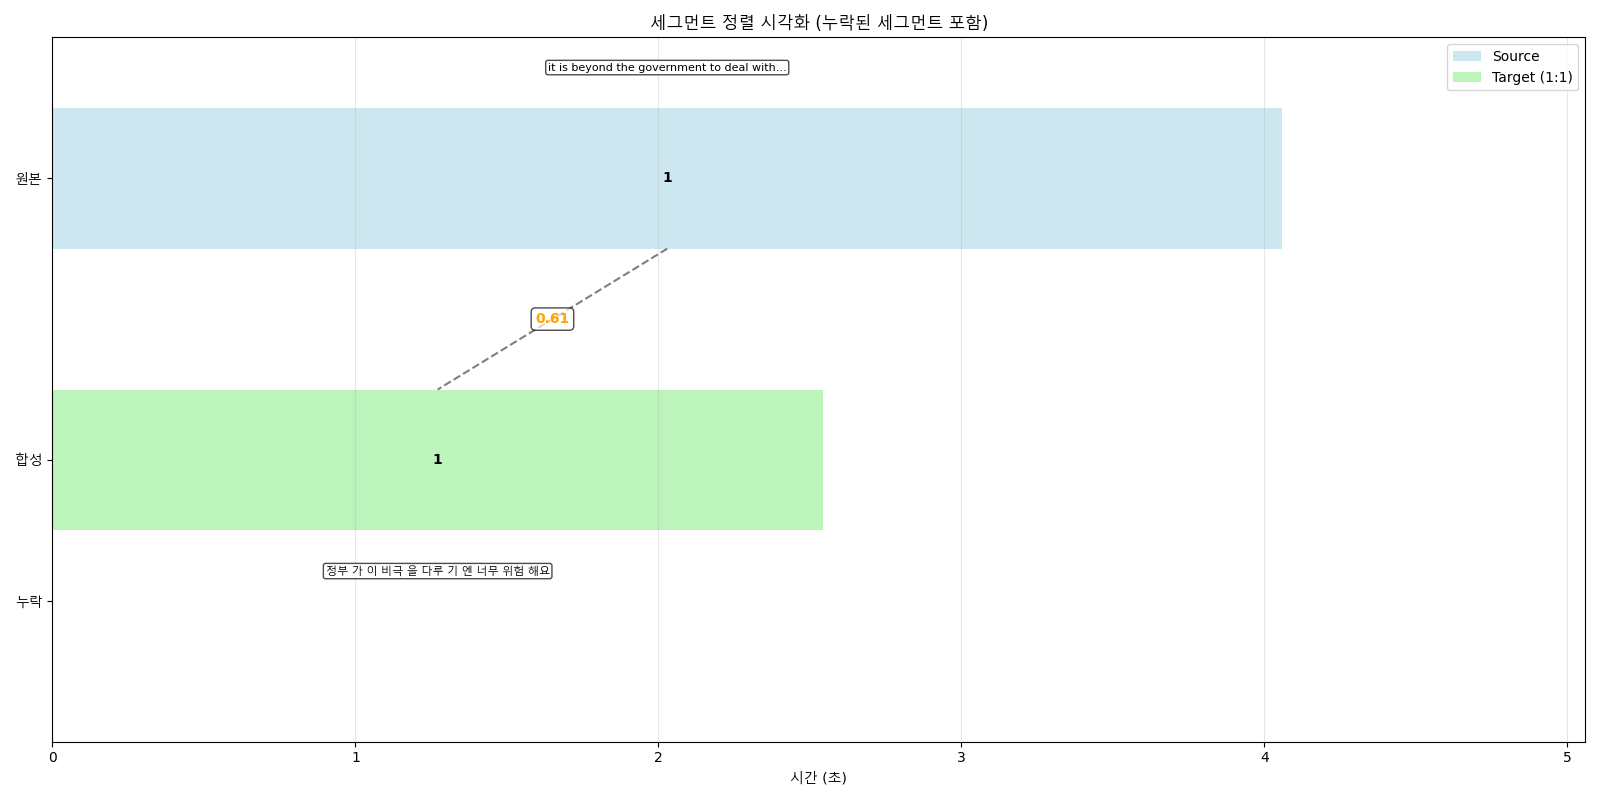 세그먼트 정렬 시각화 (누락된 세그먼트 포함)
it is beyond the government to deal with...
Source
Target (1:1)
원본
1
0.61
합성
1
정부 가 이 비극 을 다루 기 엔 너무 위험 해요
누락
0 1 2 3 4 5
시간 (초)